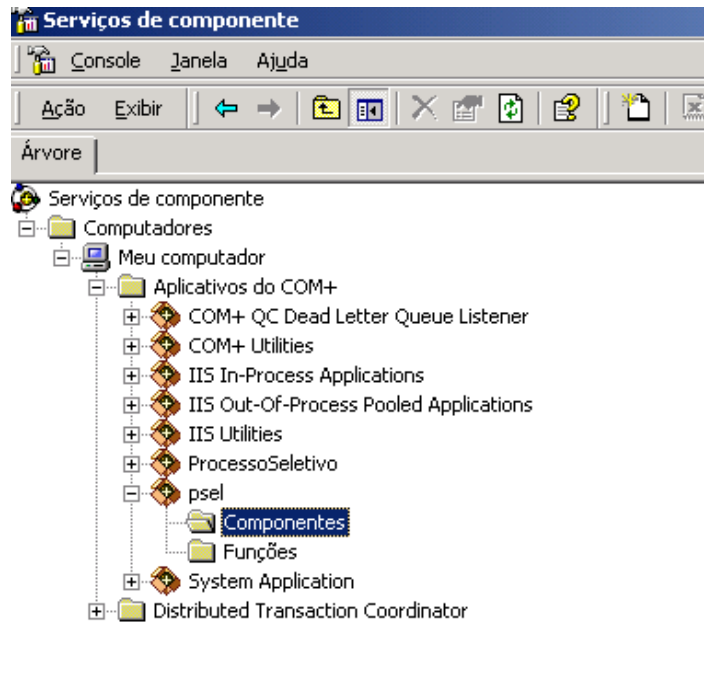 Serviços de componente
Console Janela Ajuda
Ação Exibir
Árvore
Serviços de componente
Computadores
Meu computador
Aplicativos do COM+
COM+ QC Dead Letter Queue Listener
COM+ Utilities
IIS In-Process Applications
IIS Out-Of-Process Pooled Applications
IIS Utilities
ProcessoSeletivo
psel
Componentes
Funções
System Application
Distributed Transaction Coordinator